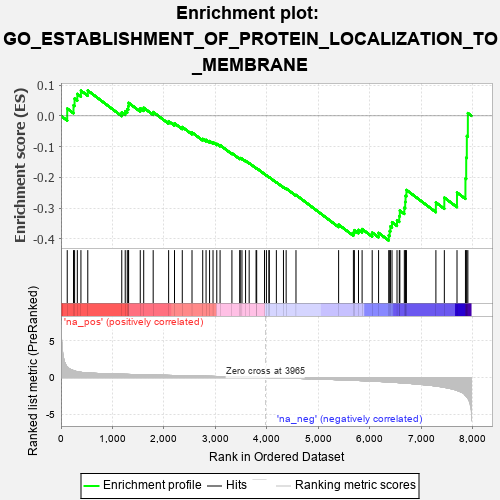 Enrichment plot:
GO_ESTABLISHMENT_OF_PROTEIN_LOCALIZATION_TO
_MEMBRANE
Enrichment score (ES)
0.1
0.0
-0.1
-0.2
-0.3
-0.4
'na_pos' (positively correlated)
Ranked list metric (PreRanked)
5
0
-5
Zero cross at 3965
'na_neg' (negatively correlated)
0
1,000
2,000
3,000
4,000
5,000
6,000
7,000
8,000
Rank in Ordered Dataset
Enrichment profile
Hits
Ranking metric scores